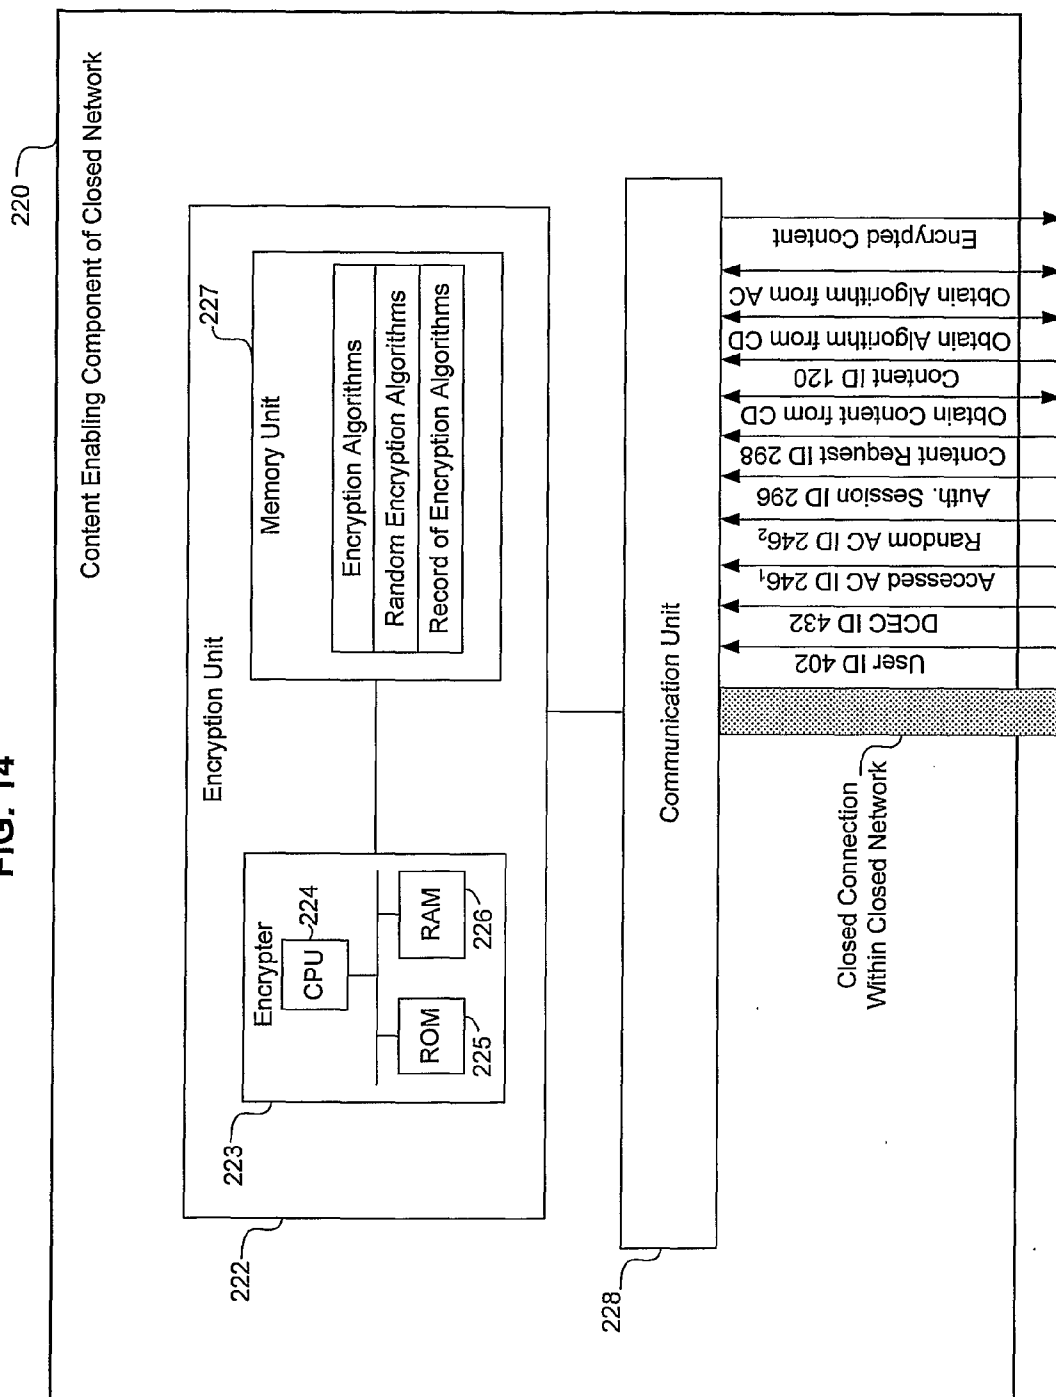 FIG. 14
220
Content Enabling Component of Closed Network
Encryption Unit
222
Encrypter
223
CPU
224
ROM
225
RAM
226
Memory Unit
227
Encryption Algorithms
Random Encryption Algorithms
Record of Encryption Algorithms
Communication Unit
228
Closed Connection
Within Closed Network
User ID 402
DCEC ID 432
Accessed AC ID 246₁
Random AC ID 246₂
Auth. Session ID 296
Content Request ID 298
Obtain Content from CD
Content ID 120
Obtain Algorithm from CD
Obtain Algorithm from AC
Encrypted Content